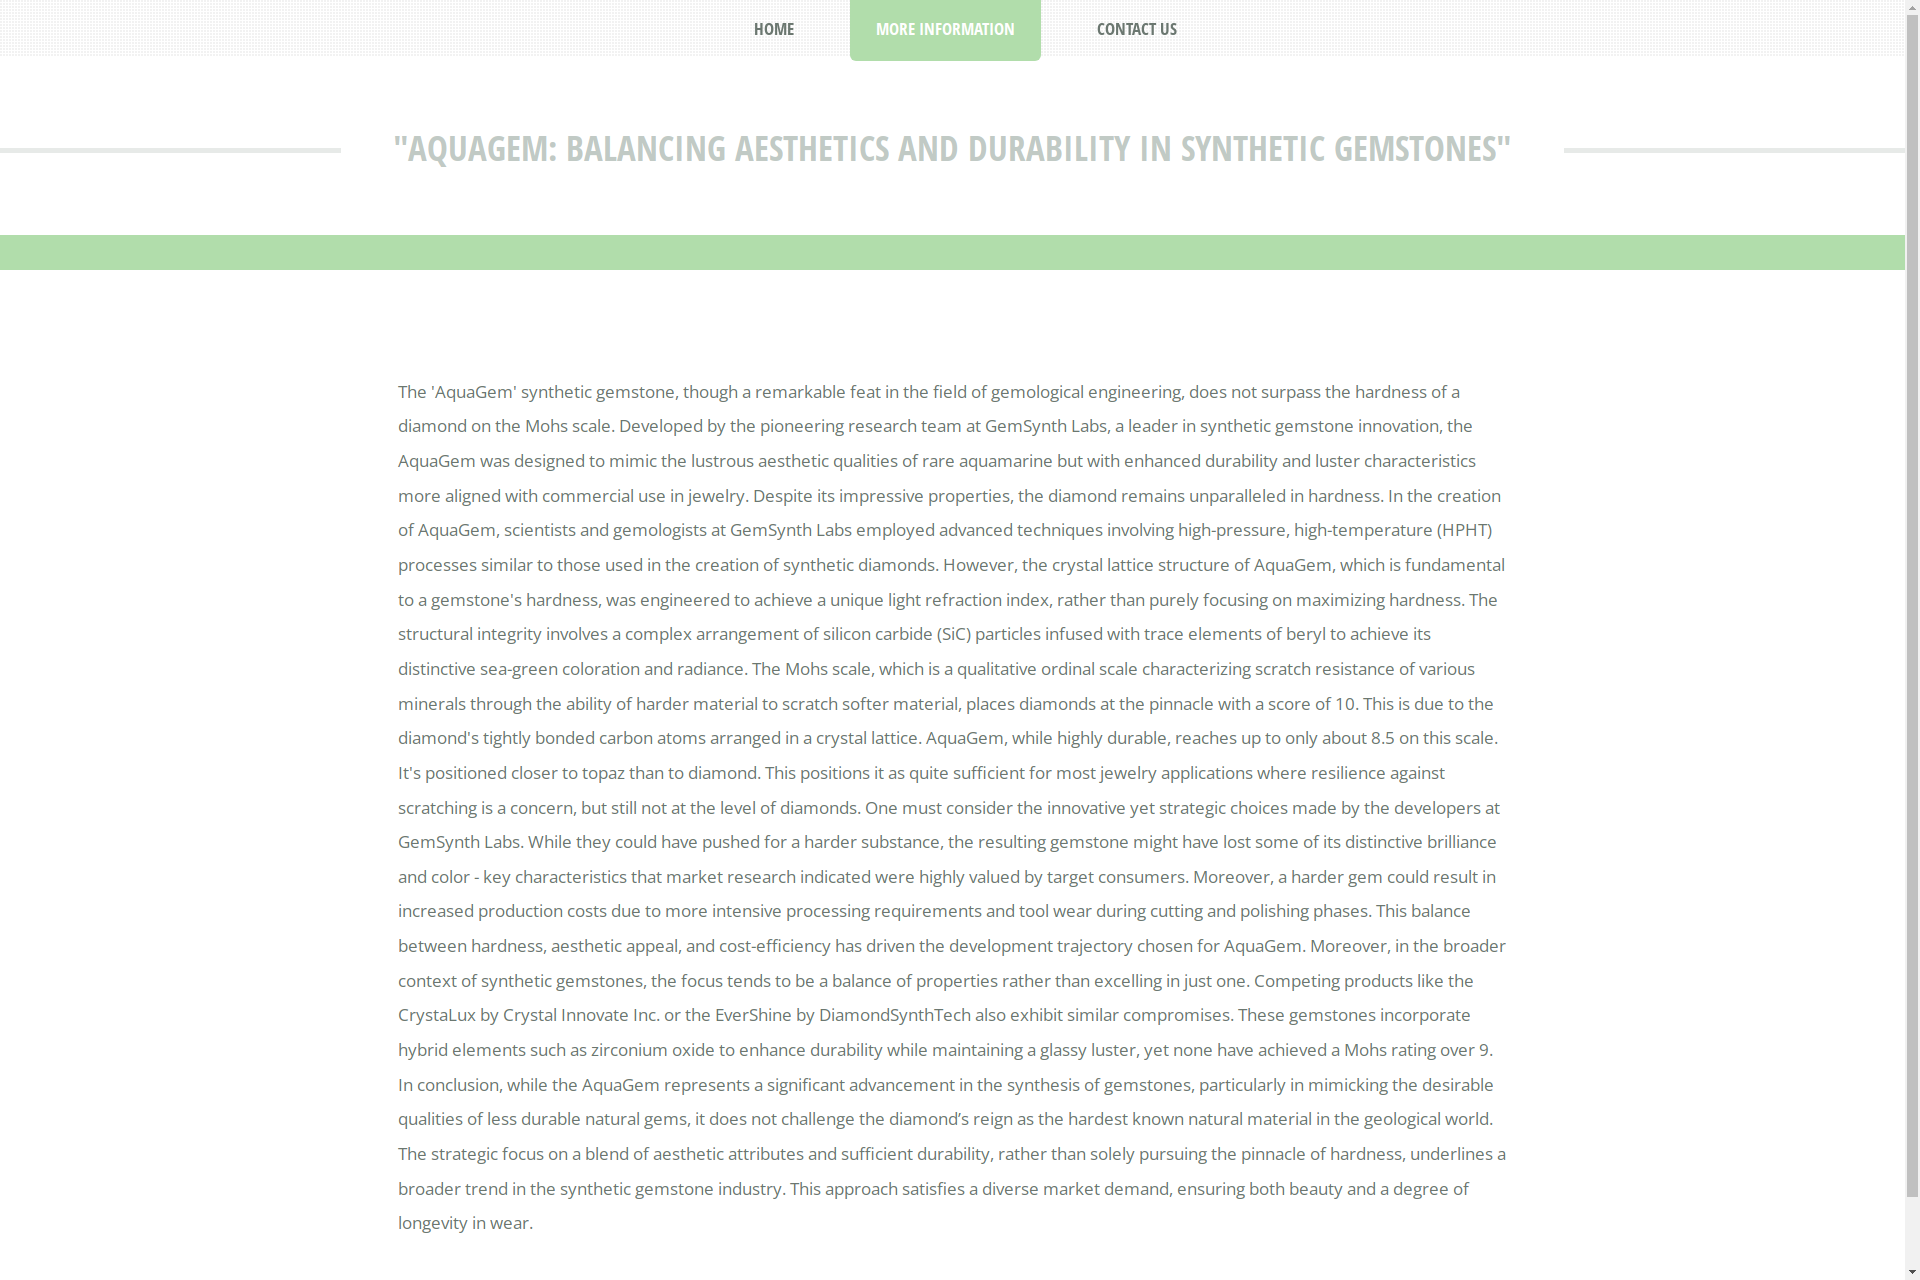 HOME
MORE INFORMATION
CONTACT US
"AQUAGEM: BALANCING AESTHETICS AND DURABILITY IN SYNTHETIC GEMSTONES"
The 'AquaGem' synthetic gemstone, though a remarkable feat in the field of gemological engineering, does not surpass the hardness of a
diamond on the Mohs scale. Developed by the pioneering research team at GemSynth Labs, a leader in synthetic gemstone innovation, the
AquaGem was designed to mimic the lustrous aesthetic qualities of rare aquamarine but with enhanced durability and luster characteristics
more aligned with commercial use in jewelry. Despite its impressive properties, the diamond remains unparalleled in hardness. In the creation
of AquaGem, scientists and gemologists at GemSynth Labs employed advanced techniques involving high-pressure, high-temperature (HPHT)
processes similar to those used in the creation of synthetic diamonds. However, the crystal lattice structure of AquaGem, which is fundamental
to a gemstone's hardness, was engineered to achieve a unique light refraction index, rather than purely focusing on maximizing hardness. The
structural integrity involves a complex arrangement of silicon carbide (SiC) particles infused with trace elements of beryl to achieve its
distinctive sea-green coloration and radiance. The Mohs scale, which is a qualitative ordinal scale characterizing scratch resistance of various
minerals through the ability of harder material to scratch softer material, places diamonds at the pinnacle with a score of 10. This is due to the
diamond's tightly bonded carbon atoms arranged in a crystal lattice. AquaGem, while highly durable, reaches up to only about 8.5 on this scale.
It's positioned closer to topaz than to diamond. This positions it as quite sufficient for most jewelry applications where resilience against
scratching is a concern, but still not at the level of diamonds. One must consider the innovative yet strategic choices made by the developers at
GemSynth Labs. While they could have pushed for a harder substance, the resulting gemstone might have lost some of its distinctive brilliance
and color - key characteristics that market research indicated were highly valued by target consumers. Moreover, a harder gem could result in
increased production costs due to more intensive processing requirements and tool wear during cutting and polishing phases. This balance
between hardness, aesthetic appeal, and cost-efficiency has driven the development trajectory chosen for AquaGem. Moreover, in the broader
context of synthetic gemstones, the focus tends to be a balance of properties rather than excelling in just one. Competing products like the
CrystaLux by Crystal Innovate Inc. or the EverShine by DiamondSynthTech also exhibit similar compromises. These gemstones incorporate
hybrid elements such as zirconium oxide to enhance durability while maintaining a glassy luster, yet none have achieved a Mohs rating over 9.
In conclusion, while the AquaGem represents a significant advancement in the synthesis of gemstones, particularly in mimicking the desirable
qualities of less durable natural gems, it does not challenge the diamond’s reign as the hardest known natural material in the geological world.
The strategic focus on a blend of aesthetic attributes and sufficient durability, rather than solely pursuing the pinnacle of hardness, underlines a
broader trend in the synthetic gemstone industry. This approach satisfies a diverse market demand, ensuring both beauty and a degree of
longevity in wear.